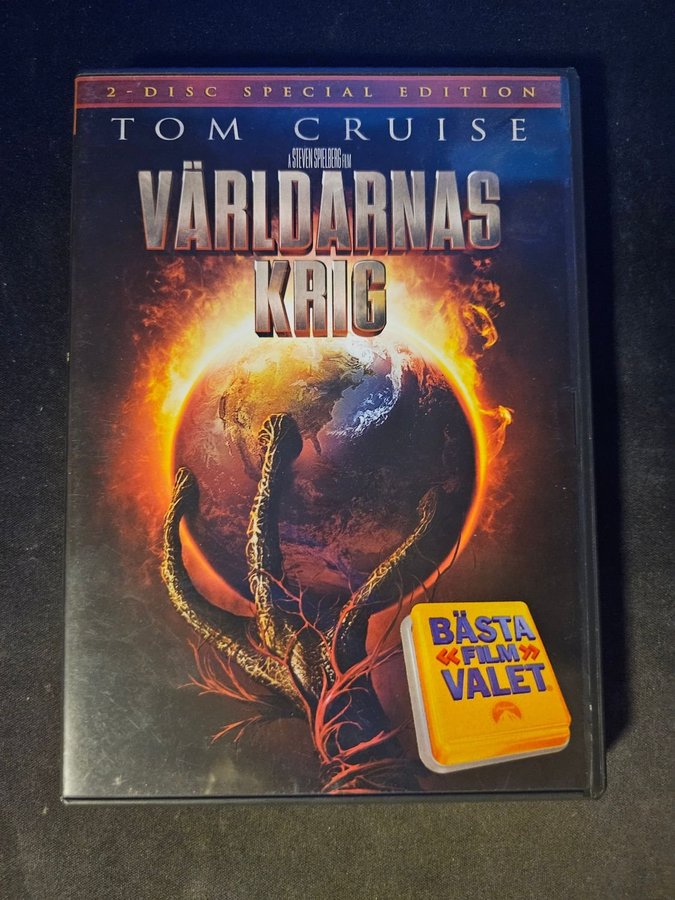 2-DISC SPECIAL EDITION
TOM CRUISE
A STEVEN SPIELBERG FILM
VÄRLDARNAS
KRIG
BÄSTA
«FILM»
VALET®